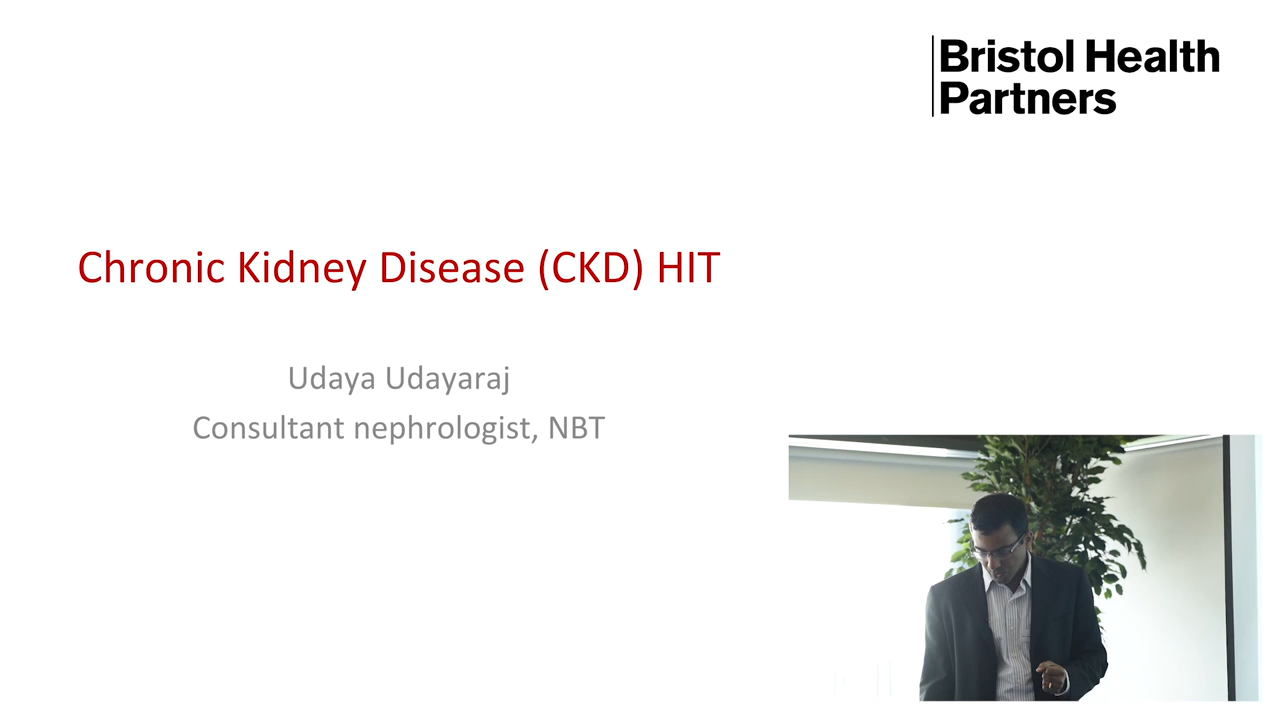 Bristol Health
Partners
Chronic Kidney Disease (CKD) HIT
Udaya Udayaraj
Consultant nephrologist, NBT